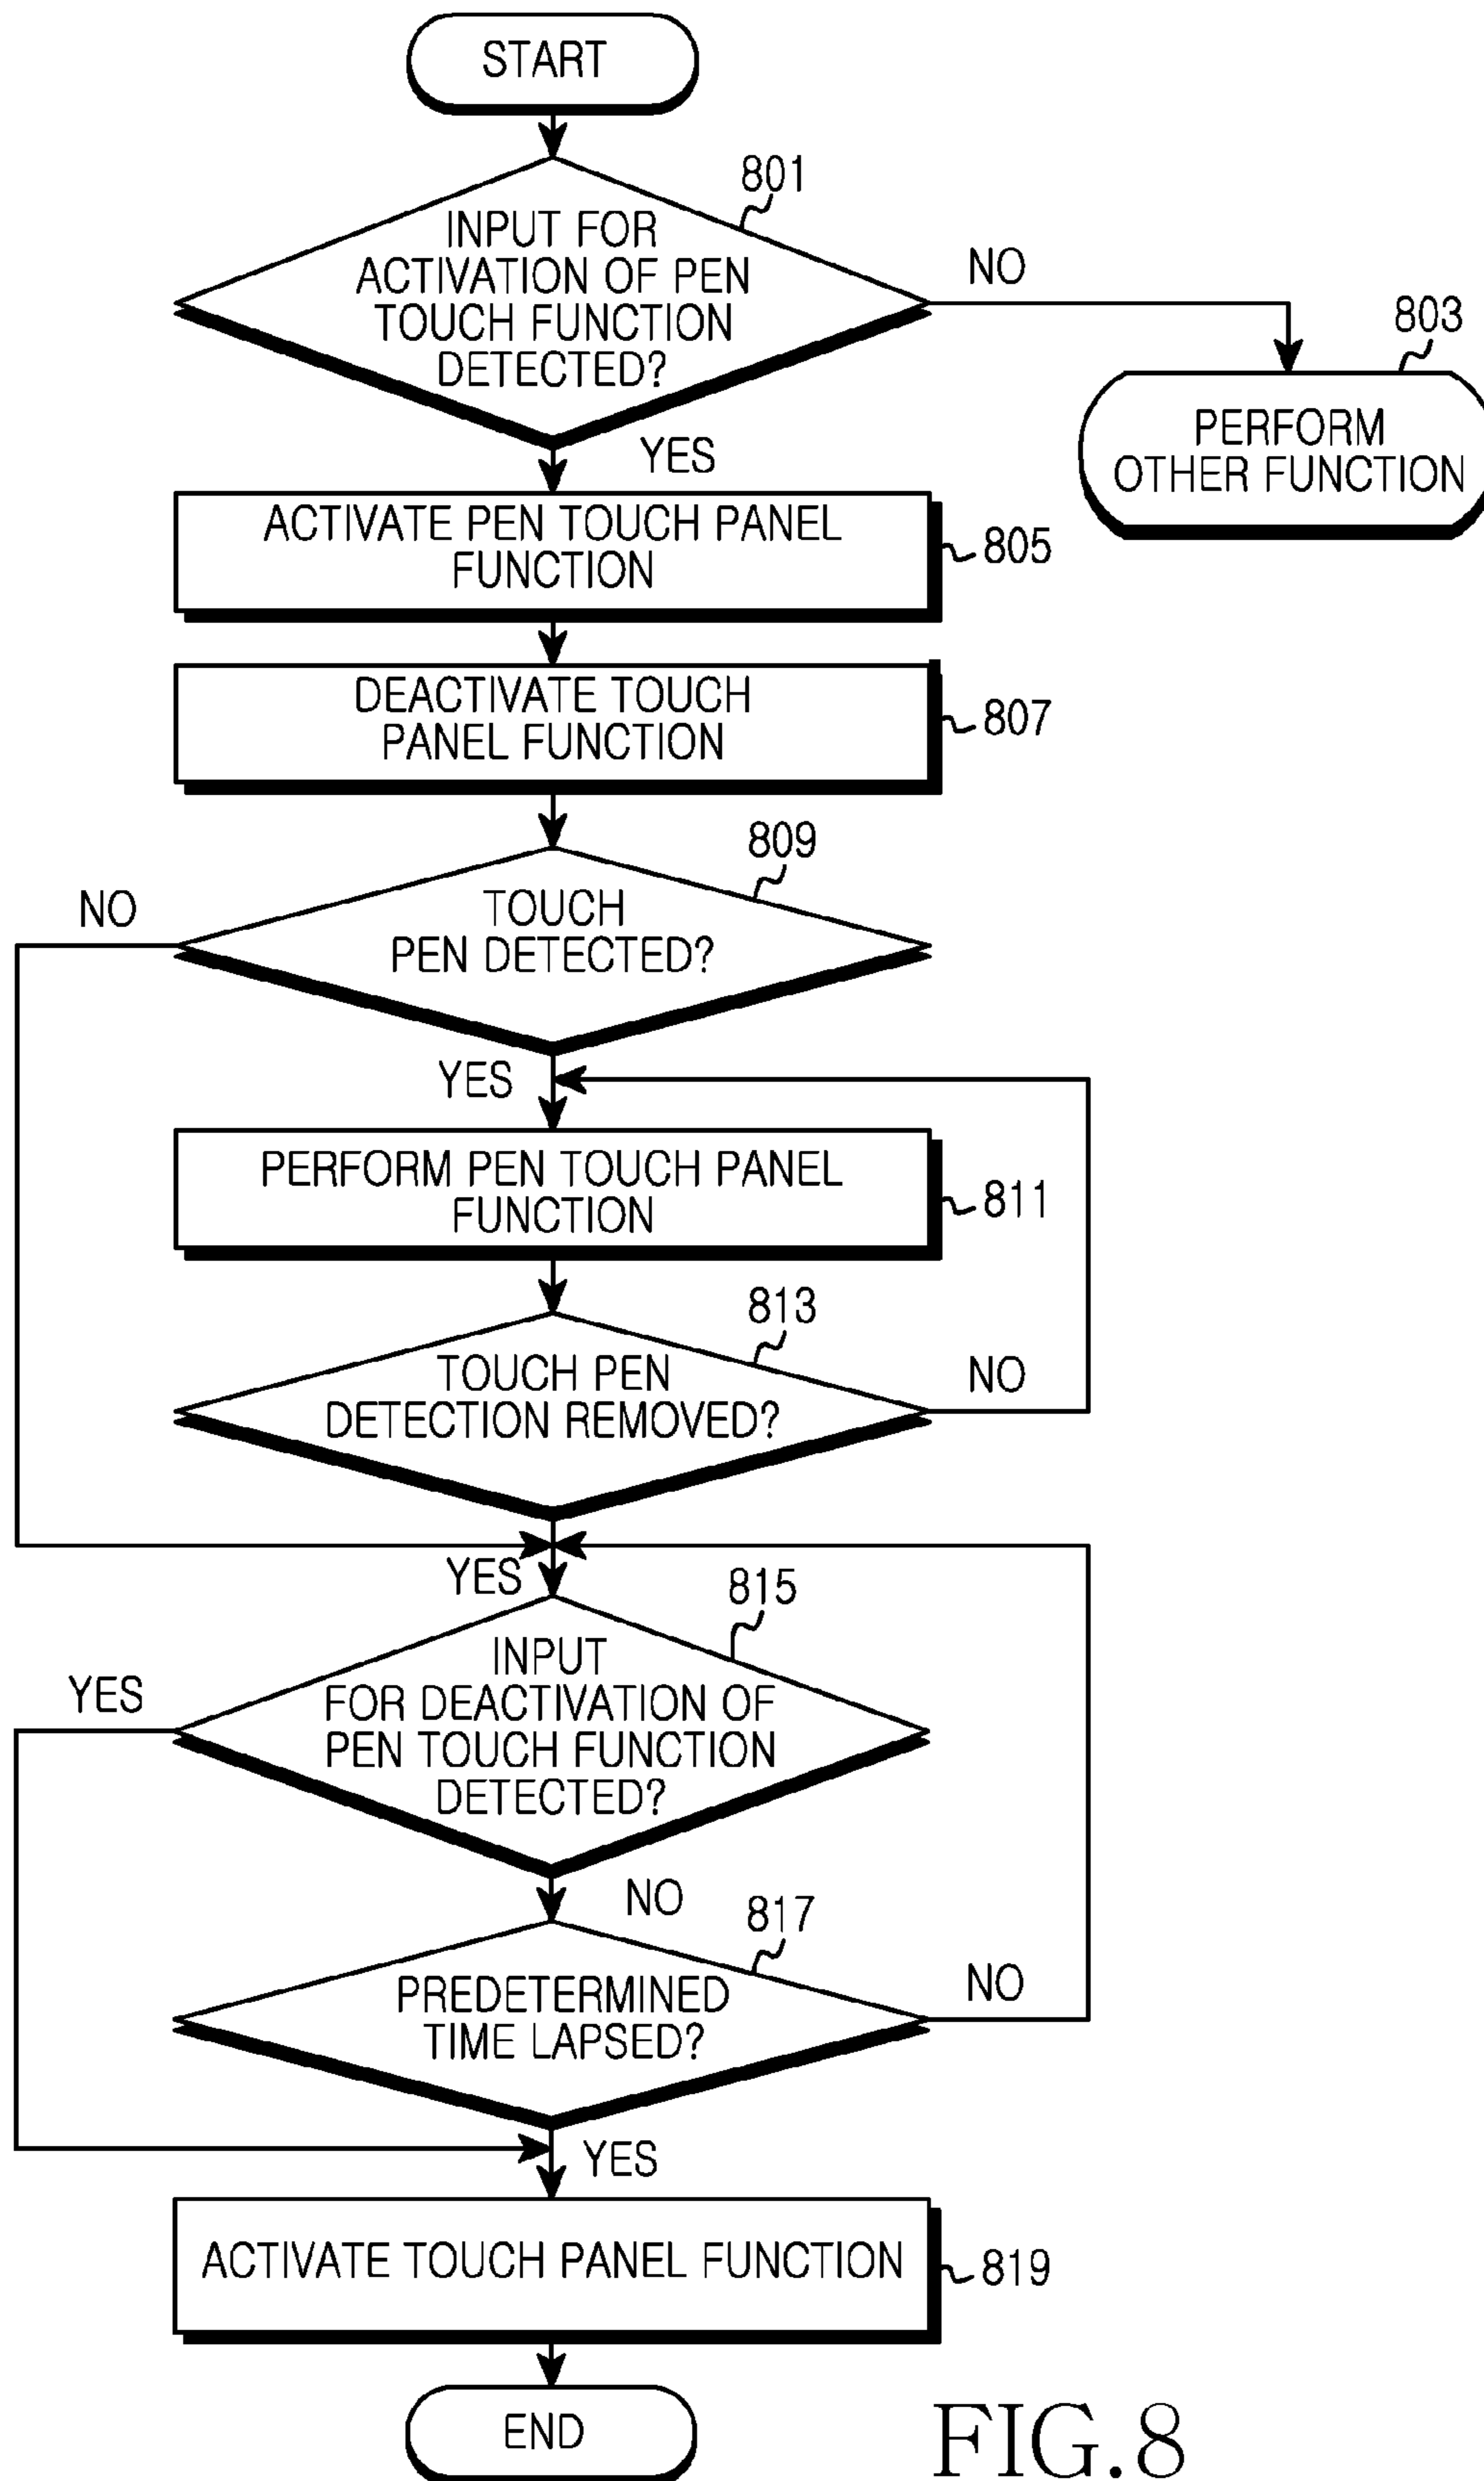 START
801
INPUT FOR
ACTIVATION OF PEN
TOUCH FUNCTION
DETECTED?
NO
803
PERFORM
OTHER FUNCTION
YES
ACTIVATE PEN TOUCH PANEL
FUNCTION
805
DEACTIVATE TOUCH
PANEL FUNCTION
807
809
NO
TOUCH
PEN DETECTED?
YES
PERFORM PEN TOUCH PANEL
FUNCTION
811
813
TOUCH PEN
DETECTION REMOVED?
NO
YES
815
INPUT
FOR DEACTIVATION OF
PEN TOUCH FUNCTION
DETECTED?
YES
NO
817
PREDETERMINED
TIME LAPSED?
NO
YES
ACTIVATE TOUCH PANEL FUNCTION
819
END
FIG.8